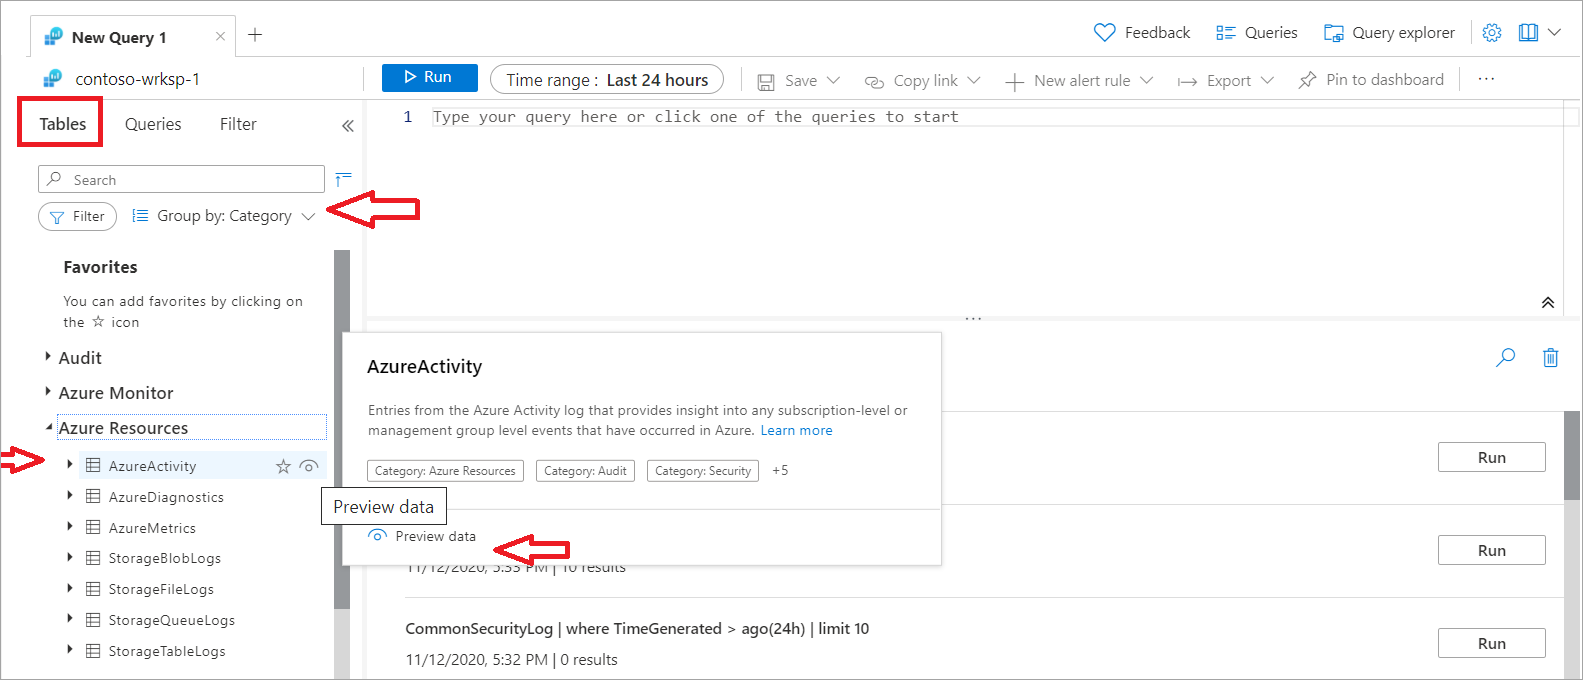 New Query 1
Feedback
Queries
Query explorer
contoso-wrksp-1
Run
Time range : Last 24 hours
Save
Copy link
New alert rule
Export
Pin to dashboard
Tables
Queries
Filter
1 Type your query here or click one of the queries to start
Search
Filter
Group by: Category
Favorites
You can add favorites by clicking on
the ☆ icon
Audit
Azure Monitor
Azure Resources
AzureActivity
AzureDiagnostics
AzureMetrics
StorageBlobLogs
StorageFileLogs
StorageQueueLogs
StorageTableLogs
Preview data
AzureActivity
Entries from the Azure Activity log that provides insight into any subscription-level or
management group level events that have occurred in Azure. Learn more
Category: Azure Resources
Category: Audit
Category: Security
+5
Preview data
Run
11/12/2020, 5:33 PM | 10 results
Run
CommonSecurityLog | where TimeGenerated > ago(24h) | limit 10
11/12/2020, 5:32 PM | 0 results
Run